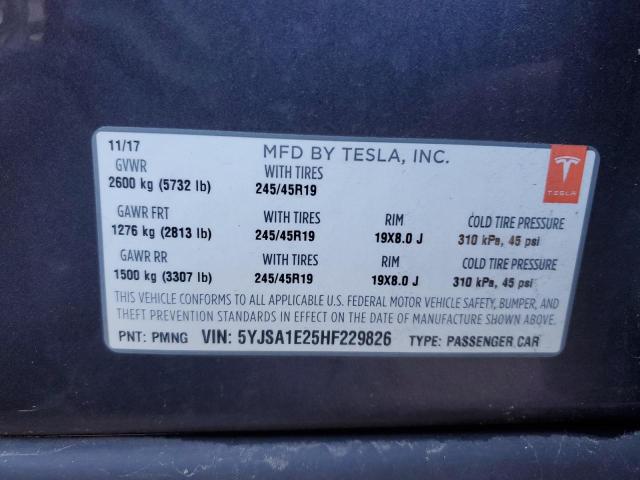 11/17 MFD BY TESLA, INC.
GVWR WITH TIRES
2600 kg (5732 lb) 245/45R19
TESLA
GAWR FRT WITH TIRES RIM COLD TIRE PRESSURE
1276 kg (2813 lb) 245/45R19 19X8.0 J 310 kPa, 45 psi
GAWR RR WITH TIRES RIM COLD TIRE PRESSURE
1500 kg (3307 lb) 245/45R19 19X8.0 J 310 kPa, 45 psi
THIS VEHICLE CONFORMS TO ALL APPLICABLE U.S. FEDERAL MOTOR VEHICLE SAFETY, BUMPER, AND
THEFT PREVENTION STANDARDS IN EFFECT ON THE DATE OF MANUFACTURE SHOWN ABOVE.
PNT: PMNG VIN: 5YJSA1E25HF229826 TYPE: PASSENGER CAR